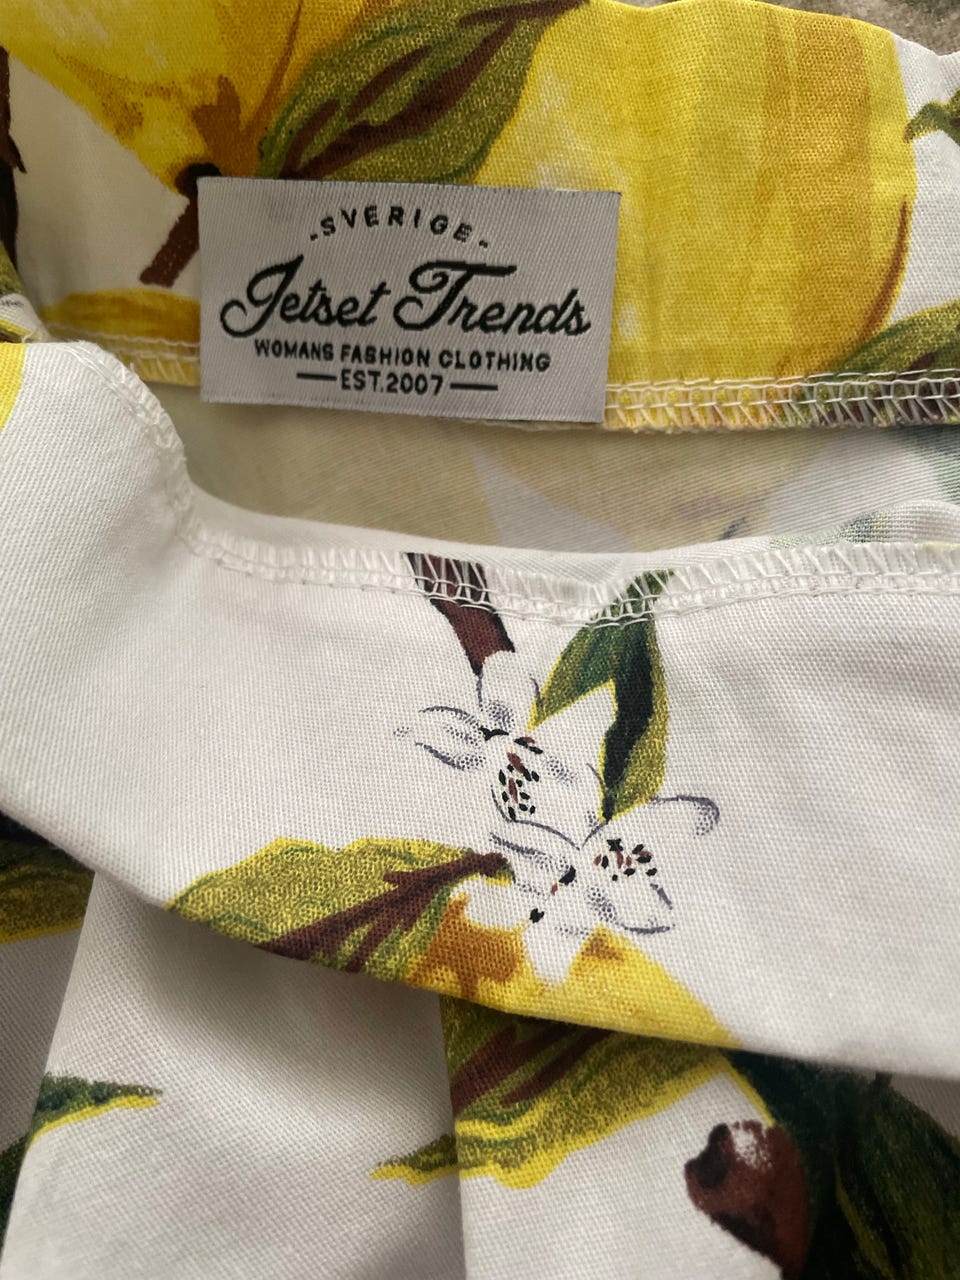 -SVERIGE-
Jetset Trends
WOMANS FASHION CLOTHING
—EST.2007—